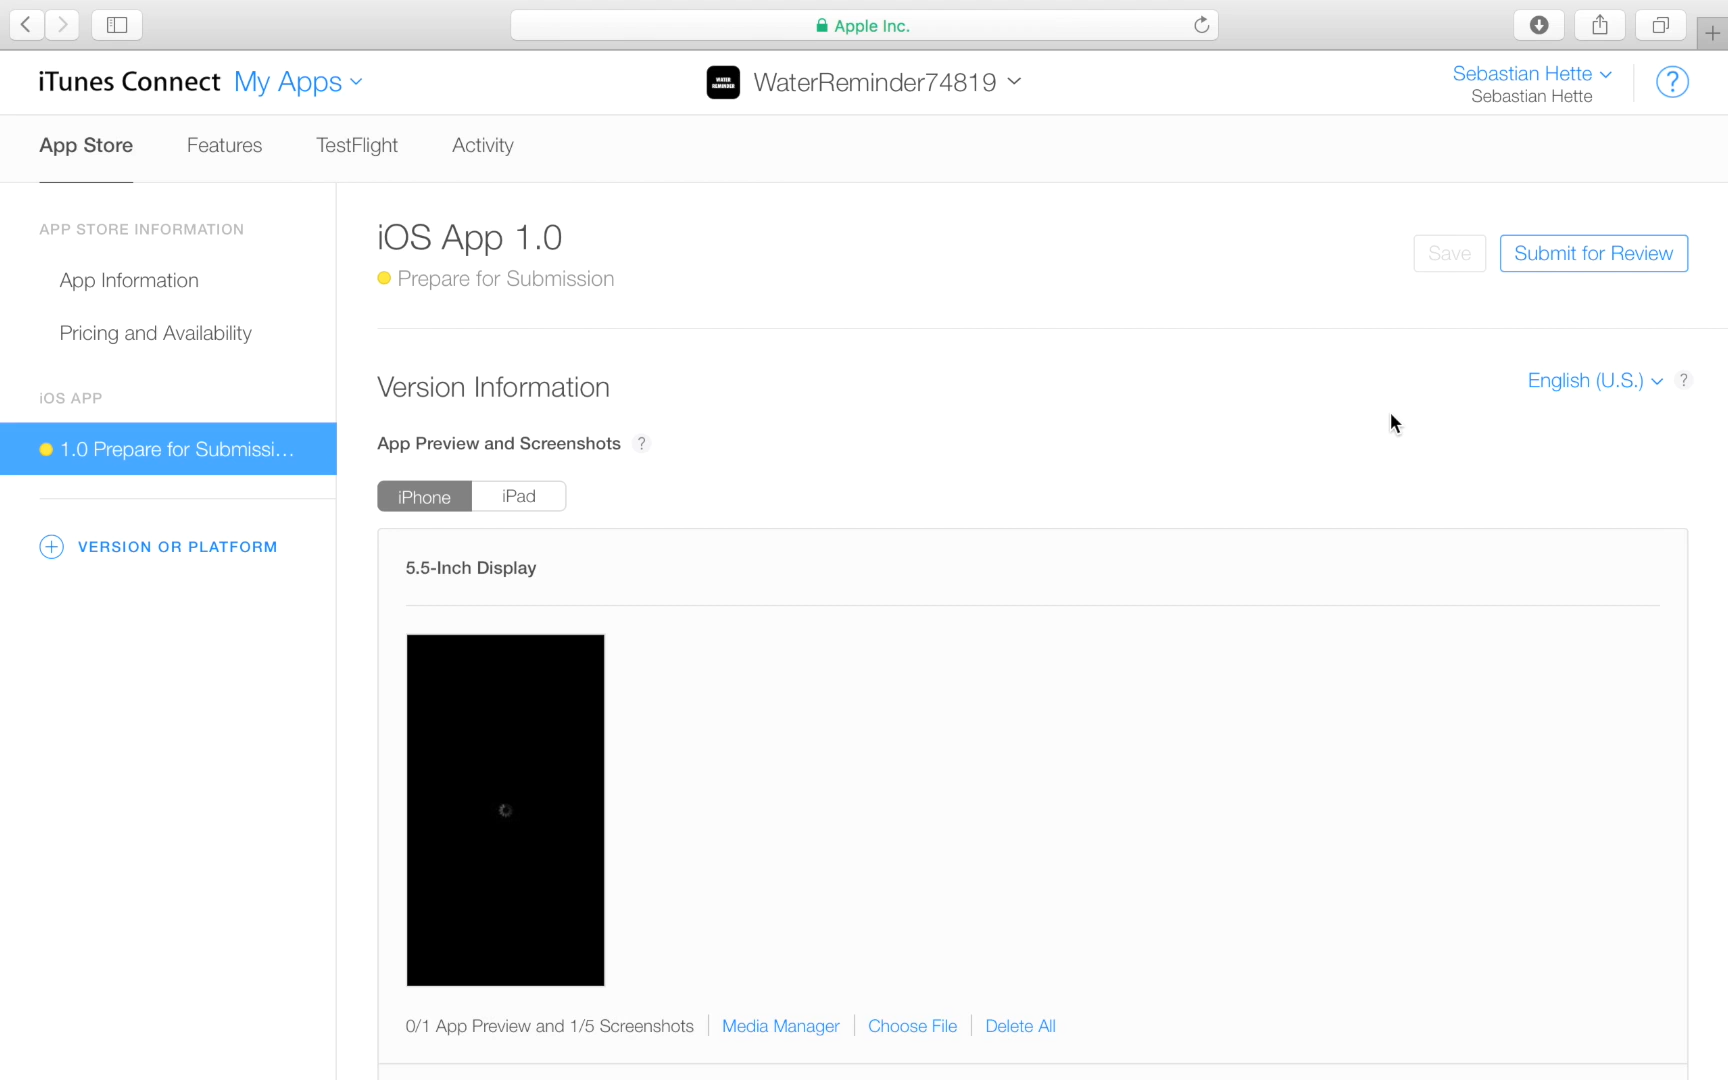 Apple Inc.
iTunes Connect My Apps
WATER
REMINDER
WaterReminder74819
Sebastian Hette
Sebastian Hette
?
App Store
Features
TestFlight
Activity
APP STORE INFORMATION
App Information
Pricing and Availability
iOS APP
1.0 Prepare for Submissi...
VERSION OR PLATFORM
iOS App 1.0
Prepare for Submission
Save
Submit for Review
Version Information
English (U.S.) ?
App Preview and Screenshots ?
iPhone
iPad
5.5-Inch Display
0/1 App Preview and 1/5 Screenshots
Media Manager
Choose File
Delete All